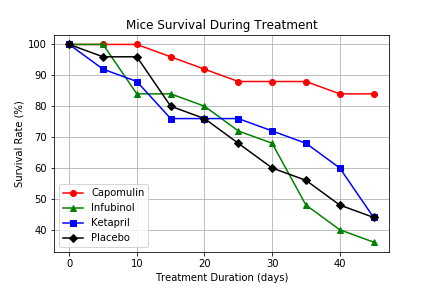 Mice Survival During Treatment
Survival Rate (%)
100
90
80
70
60
50
40
Capomulin
Infubinol
Ketapril
Placebo
0 10 20 30 40
Treatment Duration (days)